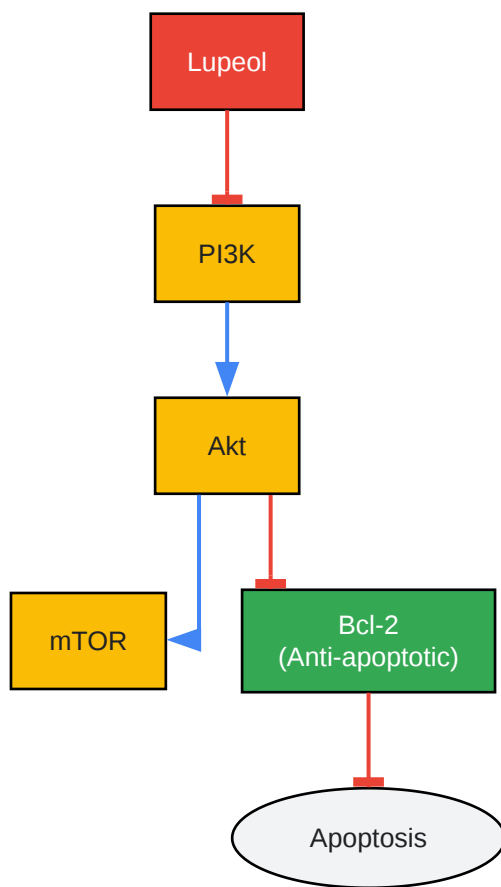 Lupeol
PI3K
Akt
mTOR
Bcl-2
(Anti-apoptotic)
Apoptosis